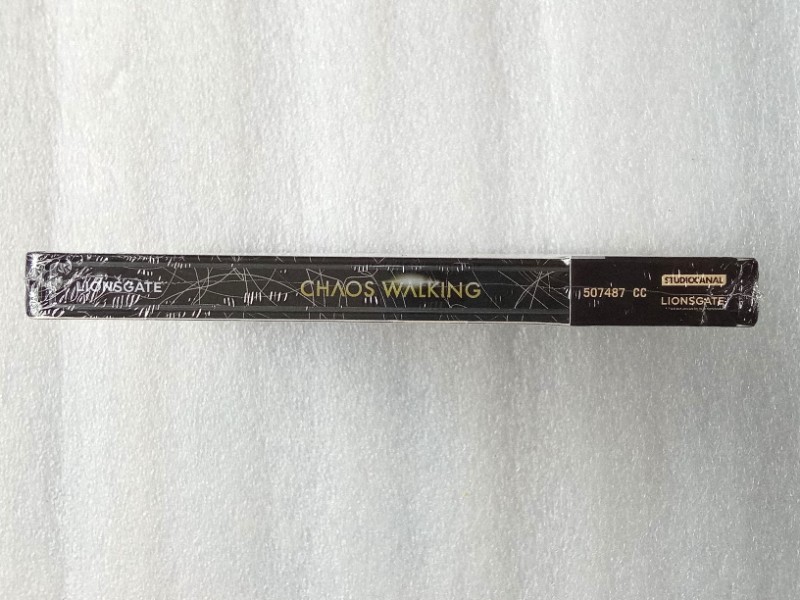 LIONSGATE
CHAOS WALKING
507487 CC
STUDIOCANAL
LIONSGATE